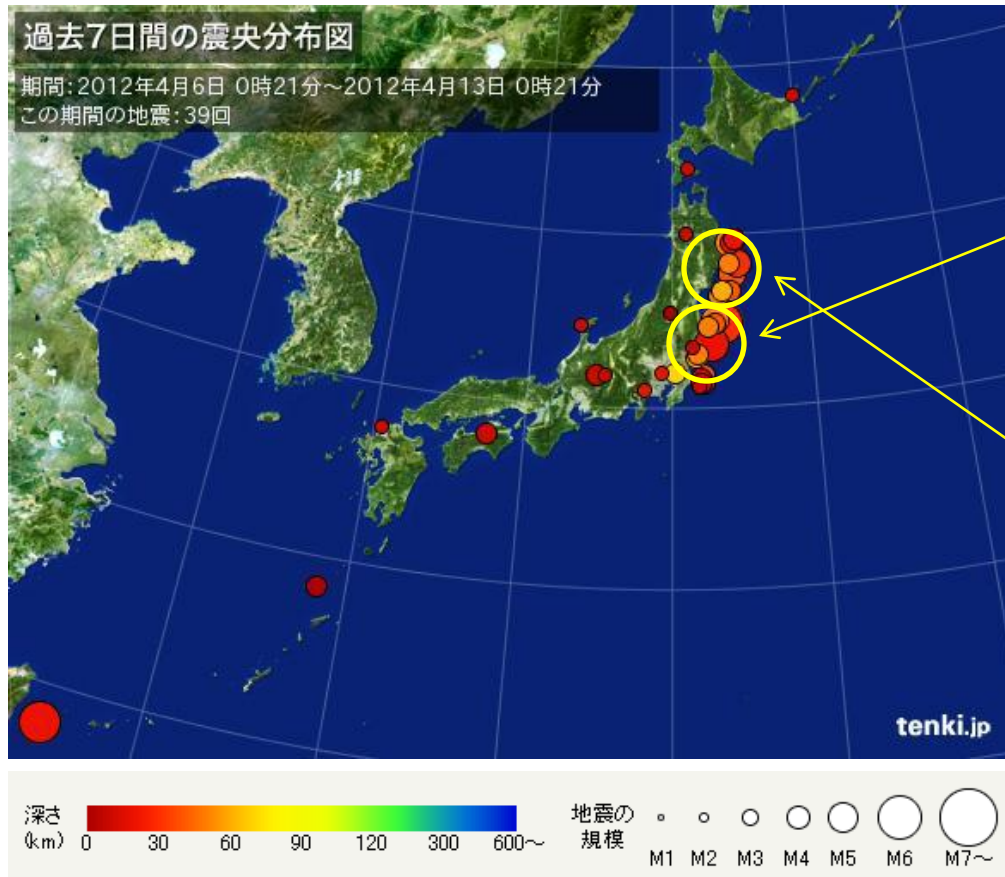 過去7日間の震央分布図
期間:2012年4月6日 0時21分～2012年4月13日 0時21分
この期間の地震:39回
tenki.jp
深さ
(km) 0 30 60 90 120 300 600～
地震の
規模
M1 M2 M3 M4 M5 M6 M7～